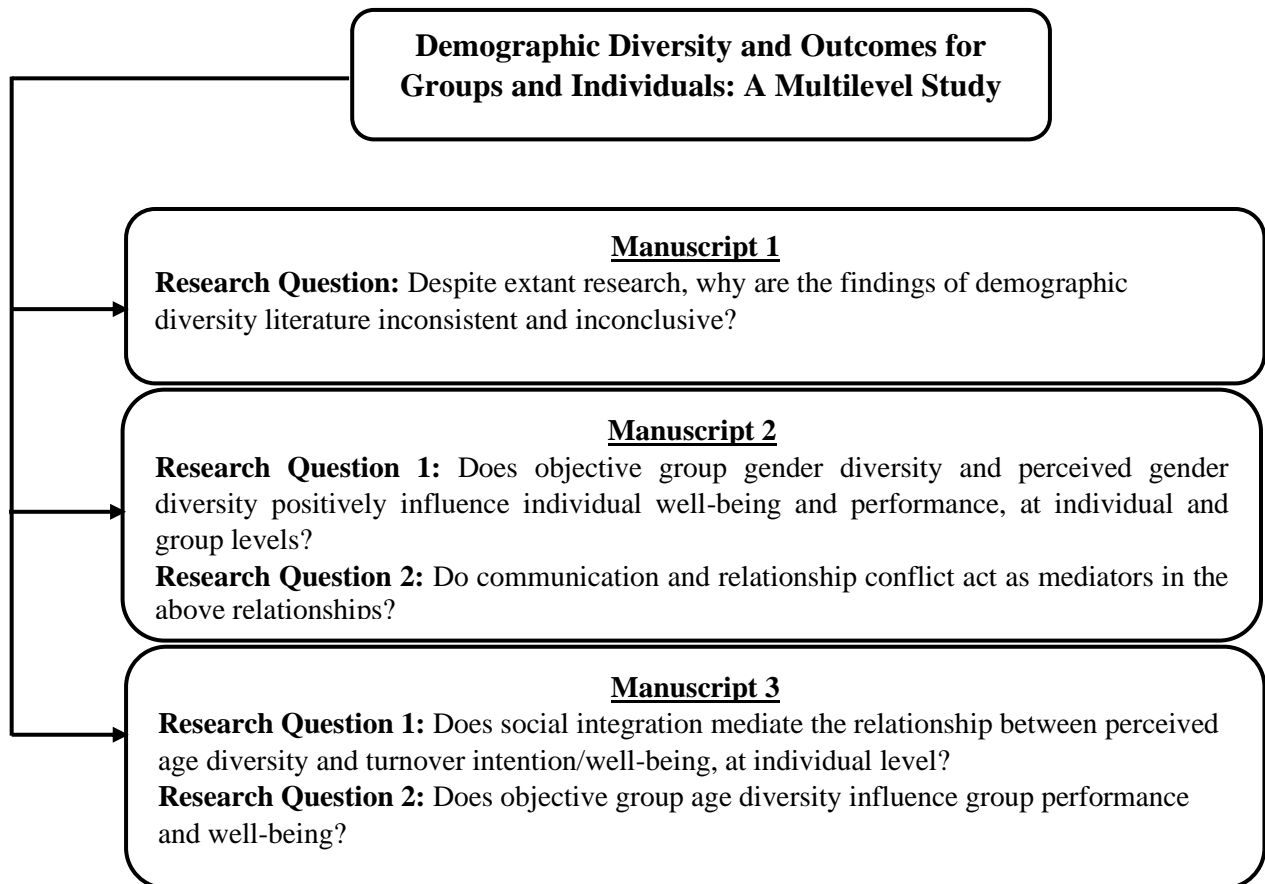 Demographic Diversity and Outcomes for
Groups and Individuals: A Multilevel Study
Manuscript 1
Research Question: Despite extant research, why are the findings of demographic
diversity literature inconsistent and inconclusive?
Manuscript 2
Research Question 1: Does objective group gender diversity and perceived gender
diversity positively influence individual well-being and performance, at individual and
group levels?
Research Question 2: Do communication and relationship conflict act as mediators in the
above relationships?
Manuscript 3
Research Question 1: Does social integration mediate the relationship between perceived
age diversity and turnover intention/well-being, at individual level?
Research Question 2: Does objective group age diversity influence group performance
and well-being?